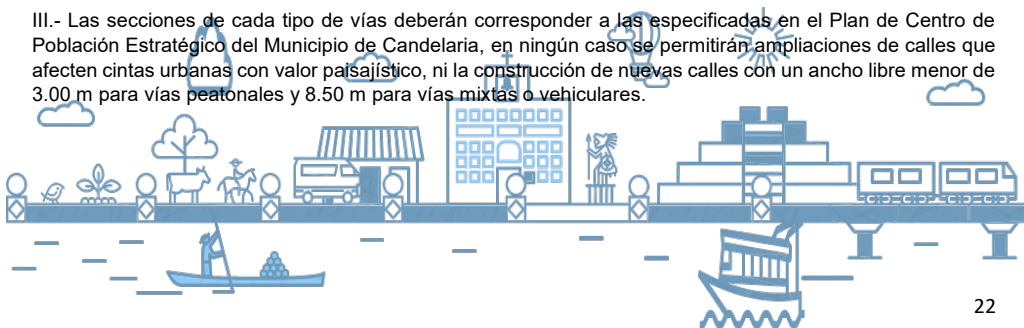 III.- Las secciones de cada tipo de vías deberán corresponder a las especificadas en el Plan de Centro de
Población Estratégico del Municipio de Candelaria, en ningún caso se permitirán ampliaciones de calles que
afecten cintas urbanas con valor paisajístico, ni la construcción de nuevas calles con un ancho libre menor de
3.00 m para vías peatonales y 8.50 m para vías mixtas o vehiculares.
22